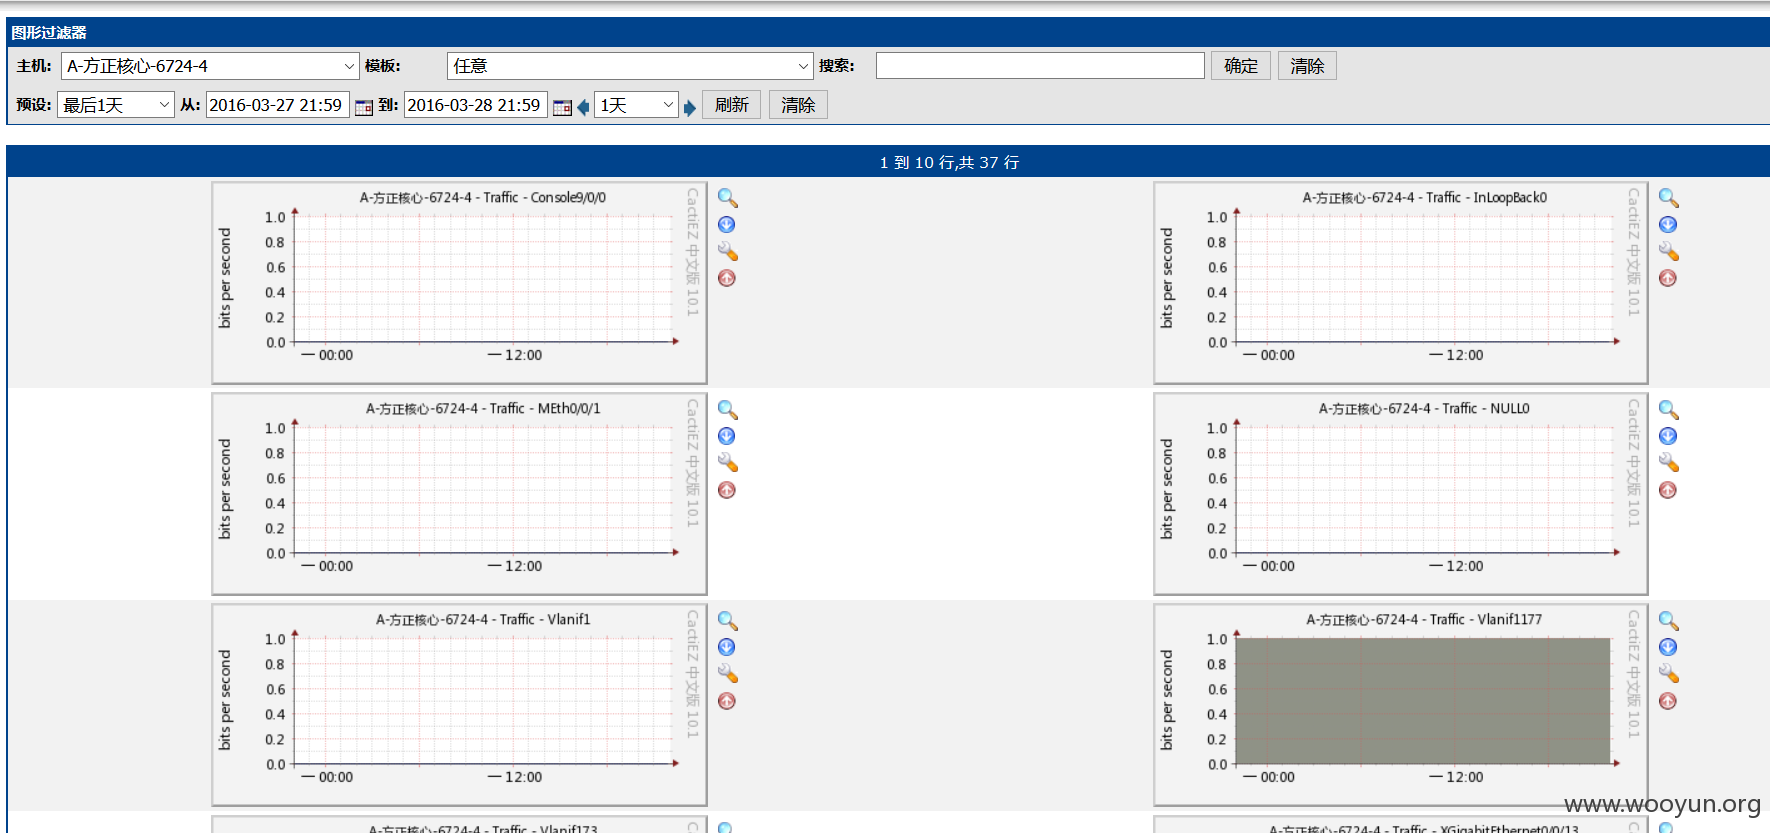 图形过滤器
主机: A-方正核心-6724-4 模板: 任意 搜索: 确定 清除
预设: 最后1天 从: 2016-03-27 21:59 到: 2016-03-28 21:59 1天 刷新 清除
1 到 10 行,共 37 行
A-方正核心-6724-4 - Traffic - Console9/0/0
bits per second
1.0
0.8
0.6
0.4
0.2
0.0
一 00:00 一 12:00
CactiEZ 中文版 10.1
A-方正核心-6724-4 - Traffic - InLoopBack0
bits per second
1.0
0.8
0.6
0.4
0.2
0.0
一 00:00 一 12:00
CactiEZ 中文版 10.1
A-方正核心-6724-4 - Traffic - MEth0/0/1
bits per second
1.0
0.8
0.6
0.4
0.2
0.0
一 00:00 一 12:00
CactiEZ 中文版 10.1
A-方正核心-6724-4 - Traffic - NULL0
bits per second
1.0
0.8
0.6
0.4
0.2
0.0
一 00:00 一 12:00
CactiEZ 中文版 10.1
A-方正核心-6724-4 - Traffic - Vlanif1
bits per second
1.0
0.8
0.6
0.4
0.2
0.0
一 00:00 一 12:00
CactiEZ 中文版 10.1
A-方正核心-6724-4 - Traffic - Vlanif1177
bits per second
1.0
0.8
0.6
0.4
0.2
0.0
一 00:00 一 12:00
CactiEZ 中文版 10.1
A-方正核心-6724-4 - Traffic - Vlanif173
A-方正核心-6724-4 - Traffic - XGigabitEthernet0/0/13
www.wooyun.org